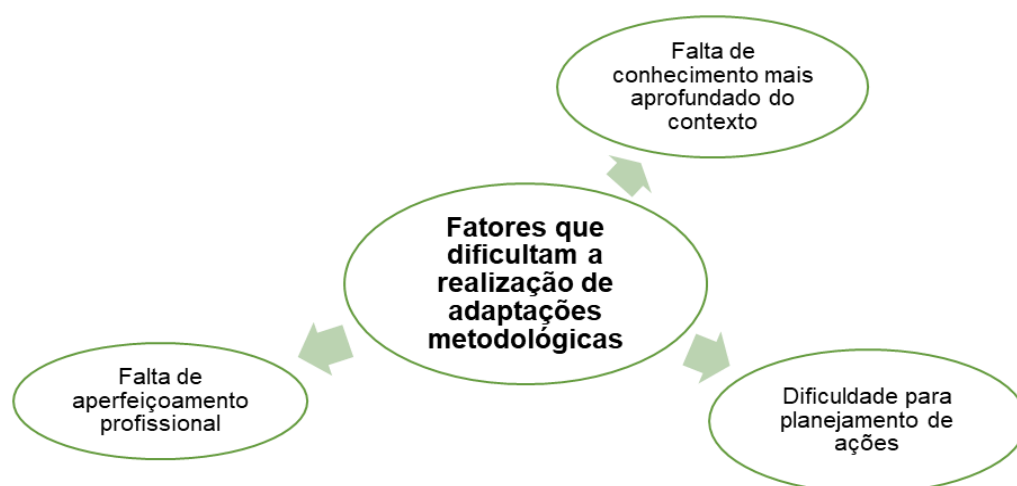 Falta de
conhecimento mais
aprofundado do
contexto
Fatores que
dificultam a
realização de
adaptações
metodológicas
Falta de
aperfeiçoamento
profissional
Dificuldade para
planejamento de
ações